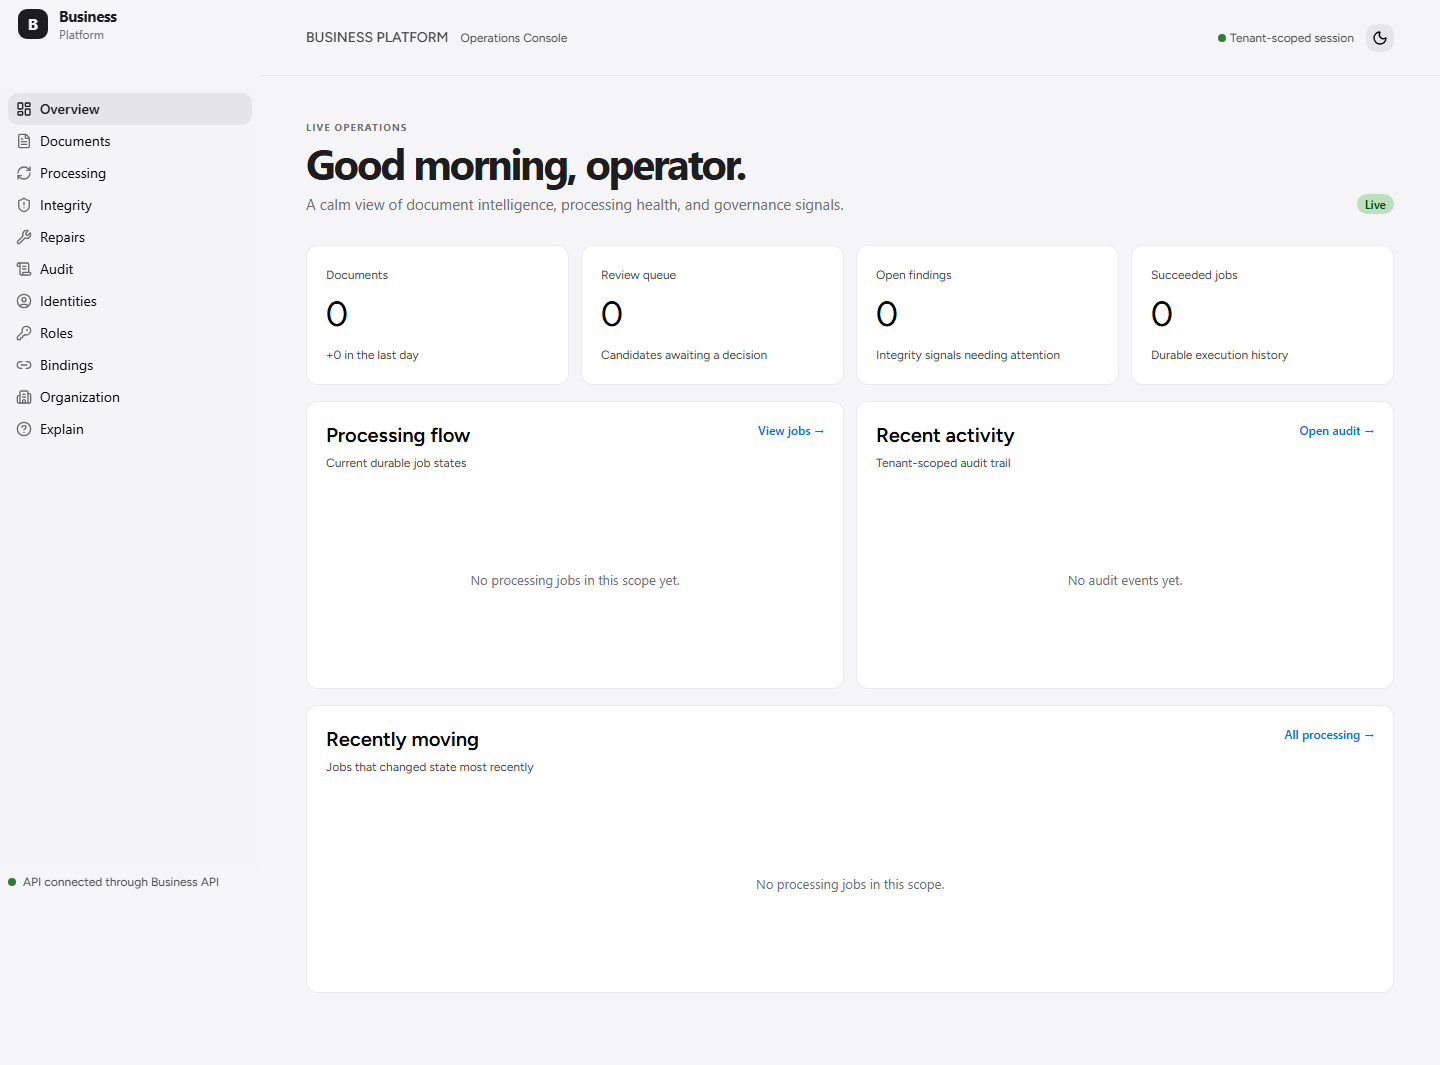 B
Business
Platform
BUSINESS PLATFORM Operations Console
Tenant-scoped session
Overview
Documents
Processing
Integrity
Repairs
Audit
Identities
Roles
Bindings
Organization
Explain
API connected through Business API
LIVE OPERATIONS
Good morning, operator.
A calm view of document intelligence, processing health, and governance signals.
Live
Documents
0
+0 in the last day
Review queue
0
Candidates awaiting a decision
Open findings
0
Integrity signals needing attention
Succeeded jobs
0
Durable execution history
Processing flow
View jobs →
Current durable job states
No processing jobs in this scope yet.
Recent activity
Open audit →
Tenant-scoped audit trail
No audit events yet.
Recently moving
All processing →
Jobs that changed state most recently
No processing jobs in this scope.